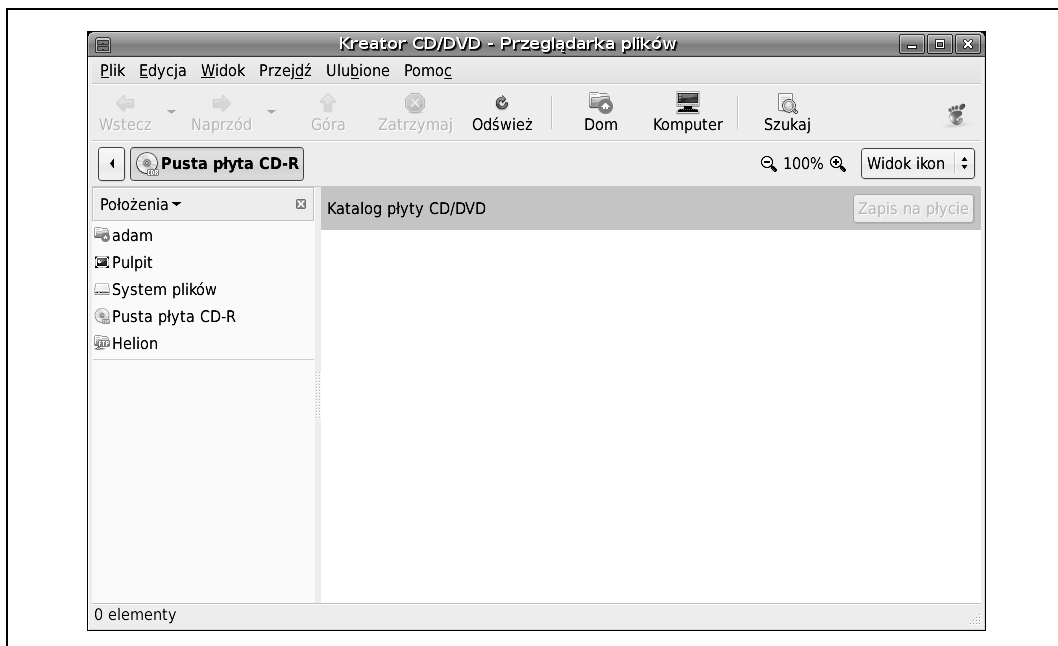 Kreator CD/DVD - Przeglądarka plików
Plik Edycja Widok Przejdź Ulubione Pomoc
Wstecz Naprzód Góra Zatrzymaj Odśwież Dom Komputer Szukaj
Pusta płyta CD-R 100% Widok ikon
Położenia
Katalog płyty CD/DVD Zapis na płycie
adam
Pulpit
System plików
Pusta płyta CD-R
Helion
0 elementy